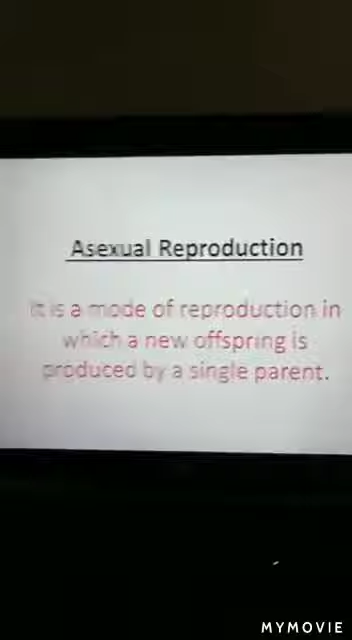 Asexual Reproduction
It is a mode of reproduction in
which a new offspring is
produced by a single parent.
MYMOVIE